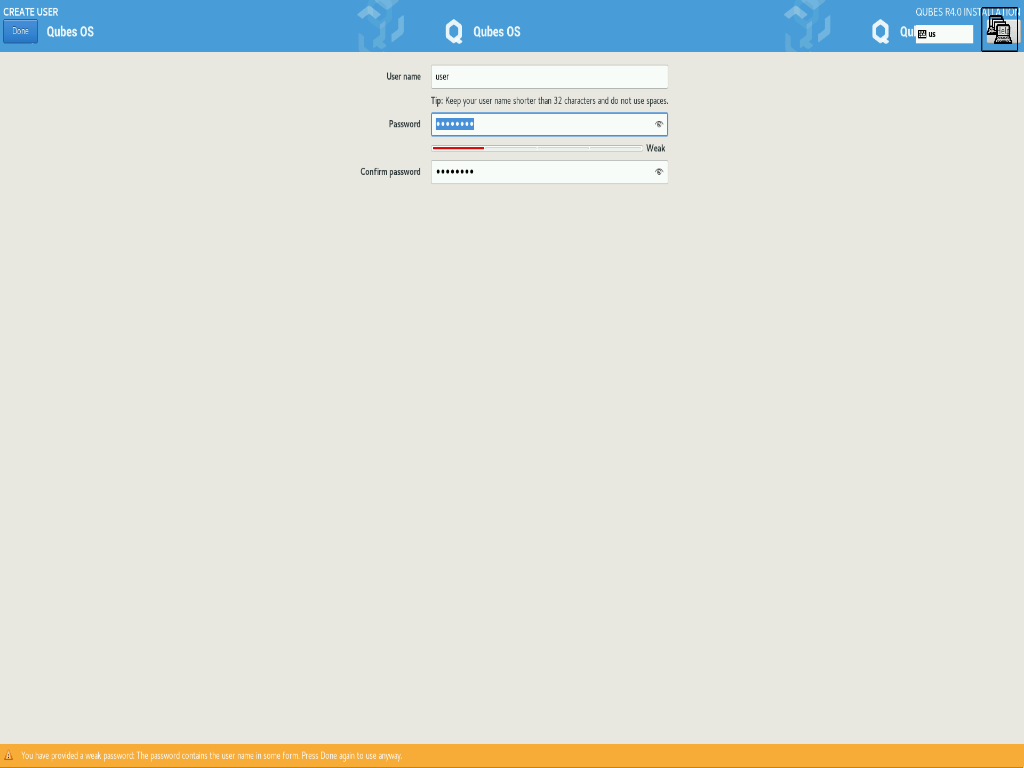 CREATE USER
QUBES R4.0 INSTALLATION
Done
Qubes OS
Qubes OS
Qu
us
User name
user
Tip: Keep your user name shorter than 32 characters and do not use spaces.
Password
••••••••
Weak
Confirm password
••••••••
You have provided a weak password: The password contains the user name in some form. Press Done again to use anyway.